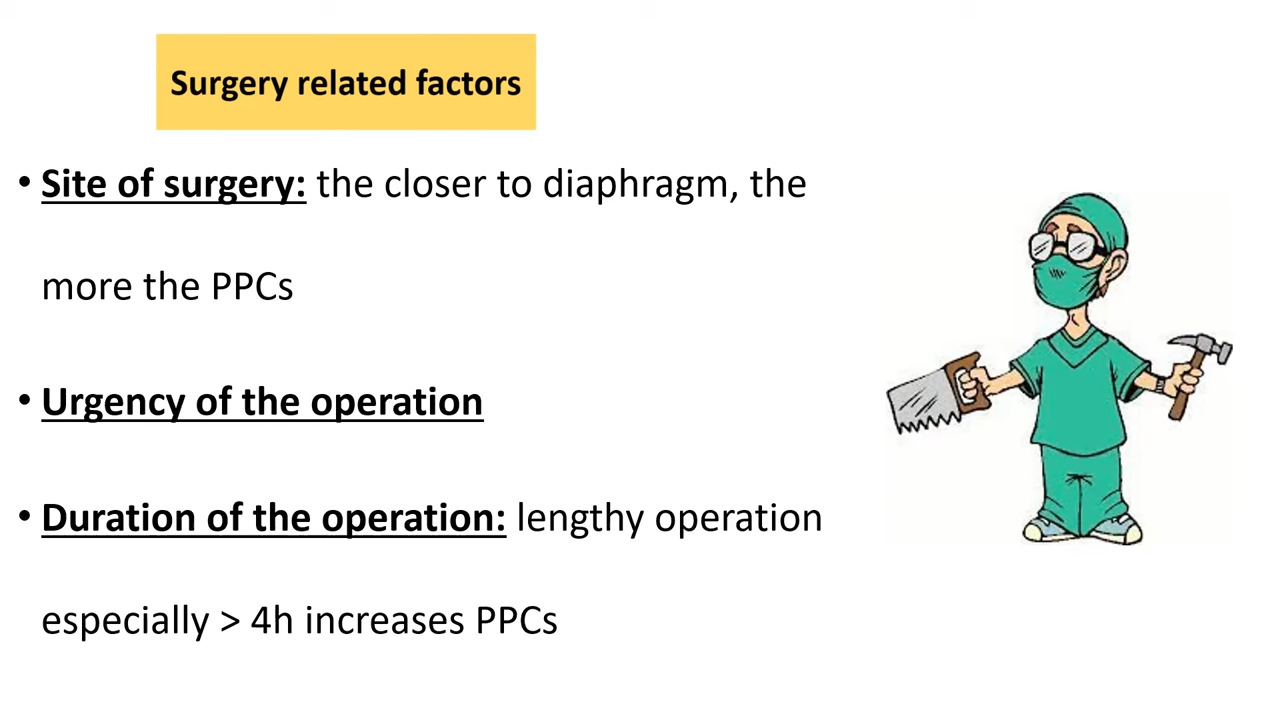 Surgery related factors
• Site of surgery: the closer to diaphragm, the
more the PPCs
• Urgency of the operation
• Duration of the operation: lengthy operation
especially > 4h increases PPCs